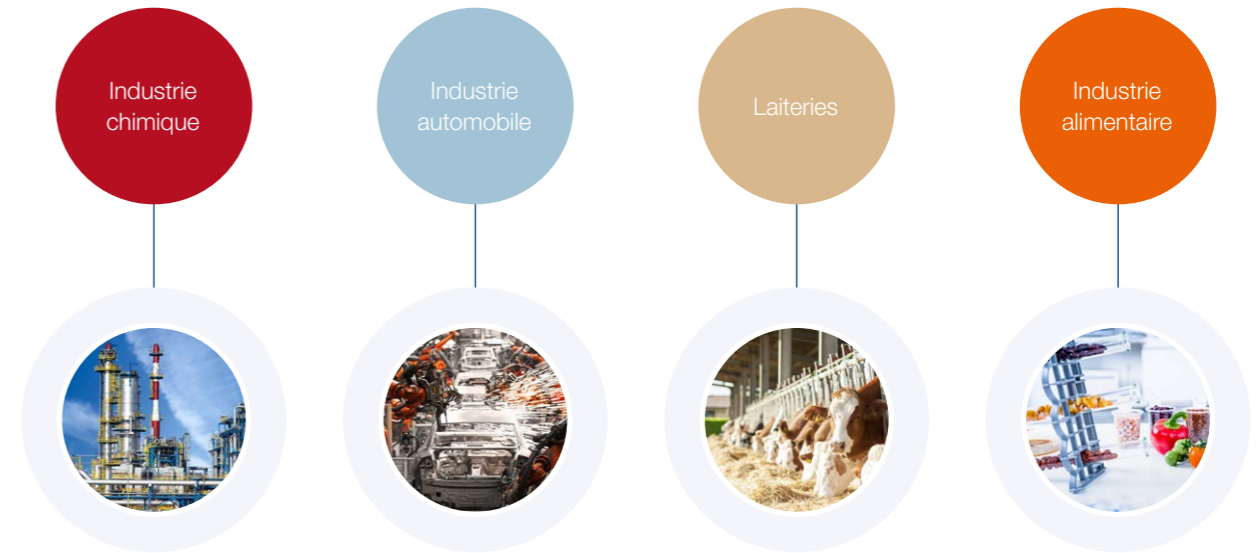 Industrie
chimique
Industrie
automobile
Laiteries
Industrie
alimentaire